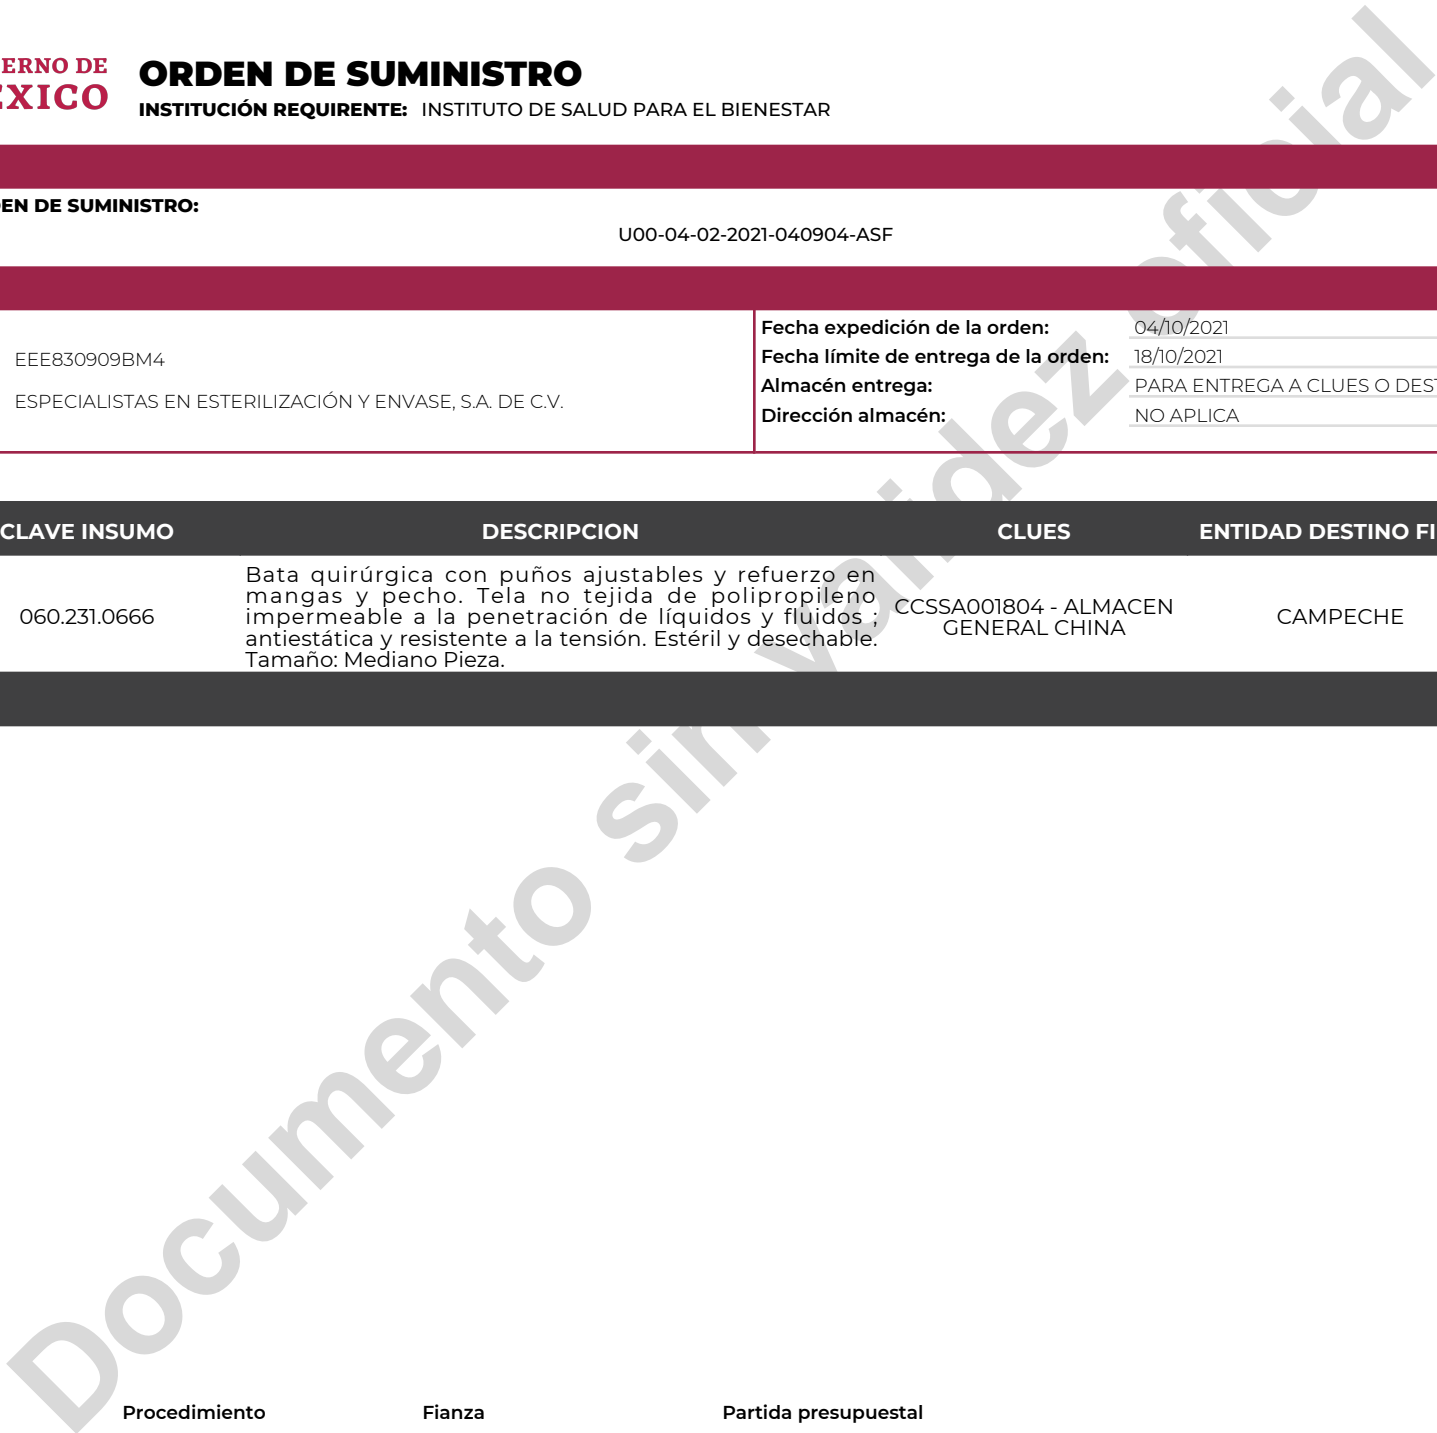 ERNO DE
EXICO
ORDEN DE SUMINISTRO
INSTITUCIÓN REQUIRENTE: INSTITUTO DE SALUD PARA EL BIENESTAR
EN DE SUMINISTRO:
U00-04-02-2021-040904-ASF
EEE830909BM4
ESPECIALISTAS EN ESTERILIZACIÓN Y ENVASE, S.A. DE C.V.
Fecha expedición de la orden: 04/10/2021
Fecha límite de entrega de la orden: 18/10/2021
Almacén entrega: PARA ENTREGA A CLUES O DEST
Dirección almacén: NO APLICA
CLAVE INSUMO DESCRIPCION CLUES ENTIDAD DESTINO FI
060.231.0666
Bata quirúrgica con puños ajustables y refuerzo en
mangas y pecho. Tela no tejida de polipropileno
impermeable a la penetración de líquidos y fluidos ;
antiestática y resistente a la tensión. Estéril y desechable.
Tamaño: Mediano Pieza.
CCSSA001804 - ALMACEN
GENERAL CHINA
CAMPECHE
Documento sin validez oficial
Procedimiento Fianza Partida presupuestal